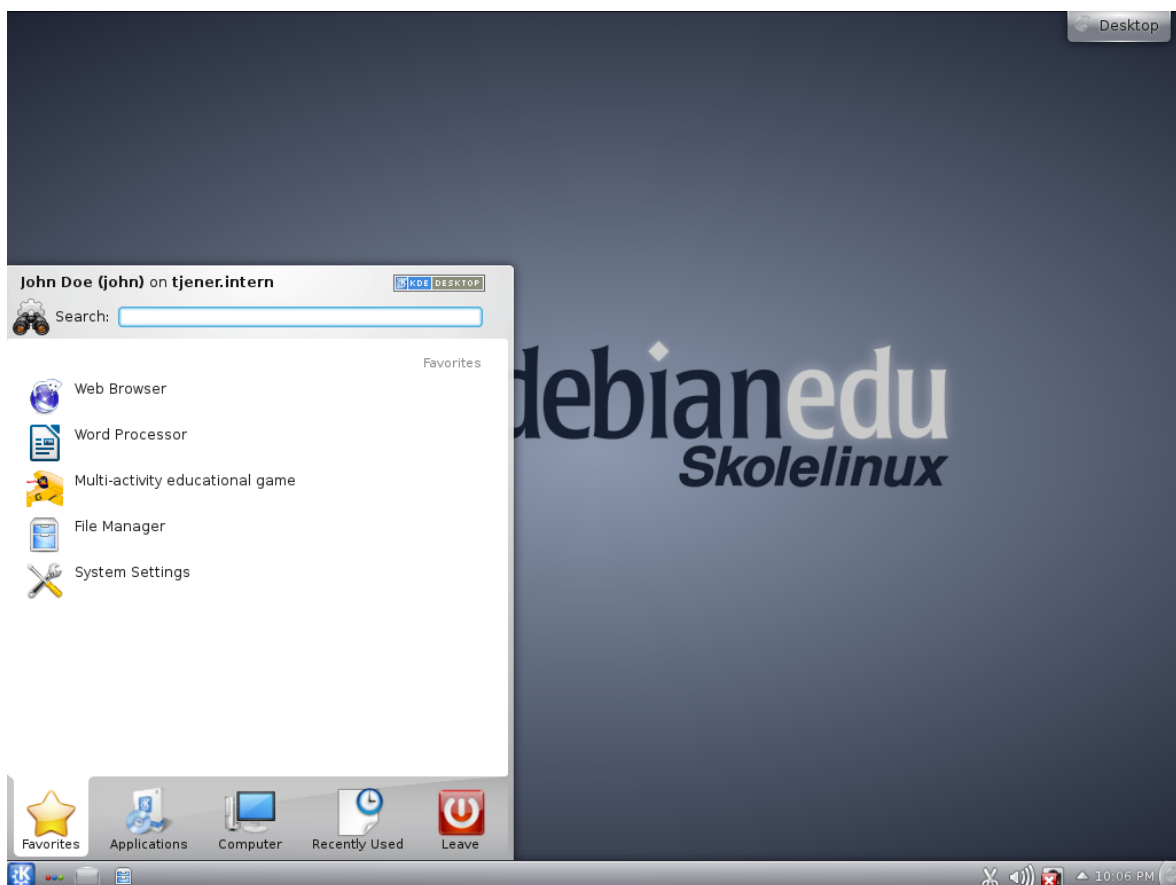 Desktop
John Doe (john) on tjener.intern
KDE DESKTOP
Search:
Favorites
Web Browser
Word Processor
Multi-activity educational game
File Manager
System Settings
debianedu
Skolelinux
Favorites
Applications
Computer
Recently Used
Leave
10:06 PM